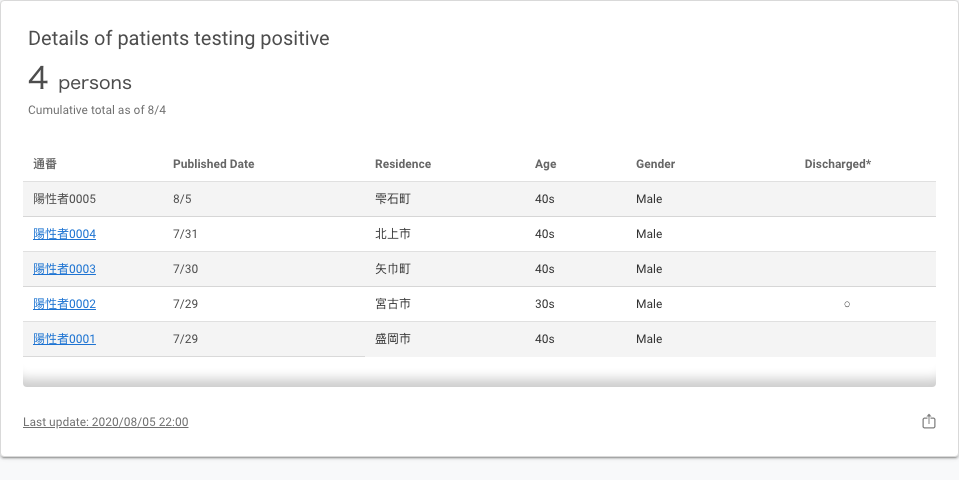 Details of patients testing positive
4 persons
Cumulative total as of 8/4
通番 Published Date Residence Age Gender Discharged*
陽性者0005 8/5 雫石町 40s Male
陽性者0004 7/31 北上市 40s Male
陽性者0003 7/30 矢巾町 40s Male
陽性者0002 7/29 宮古市 30s Male ○
陽性者0001 7/29 盛岡市 40s Male
Last update: 2020/08/05 22:00